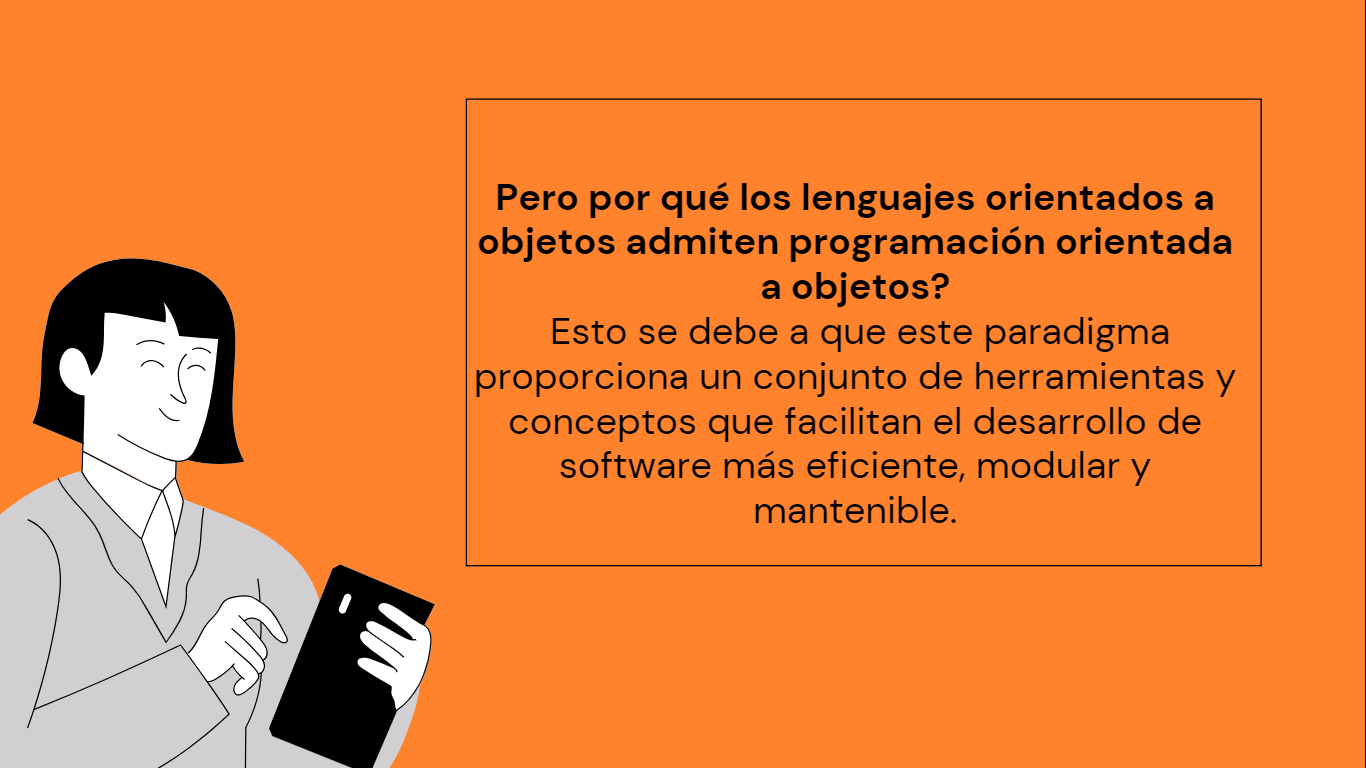 Pero por qué los lenguajes orientados a
objetos admiten programación orientada
a objetos?
Esto se debe a que este paradigma
proporciona un conjunto de herramientas y
conceptos que facilitan el desarrollo de
software más eficiente, modular y
mantenible.